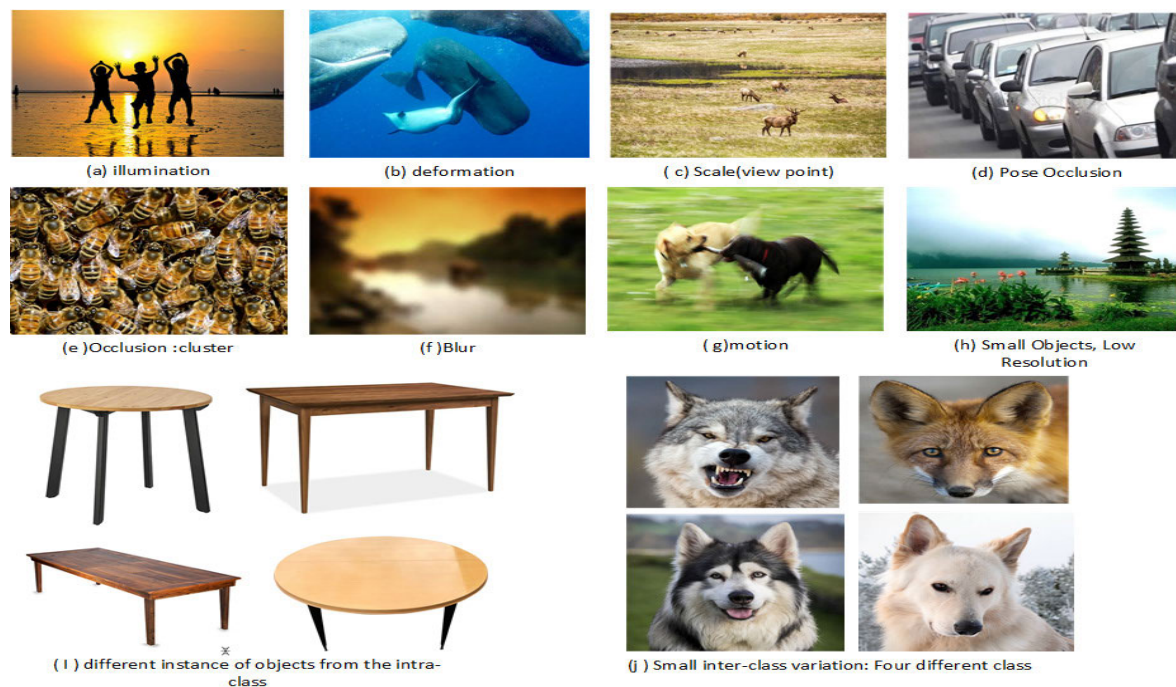 (a) illumination
(b) deformation
( c) Scale(view point)
(d) Pose Occlusion
(e )Occlusion :cluster
(f )Blur
( g)motion
(h) Small Objects, Low
Resolution
( I ) different instance of objects from the intra-
class
(j ) Small inter-class variation: Four different class